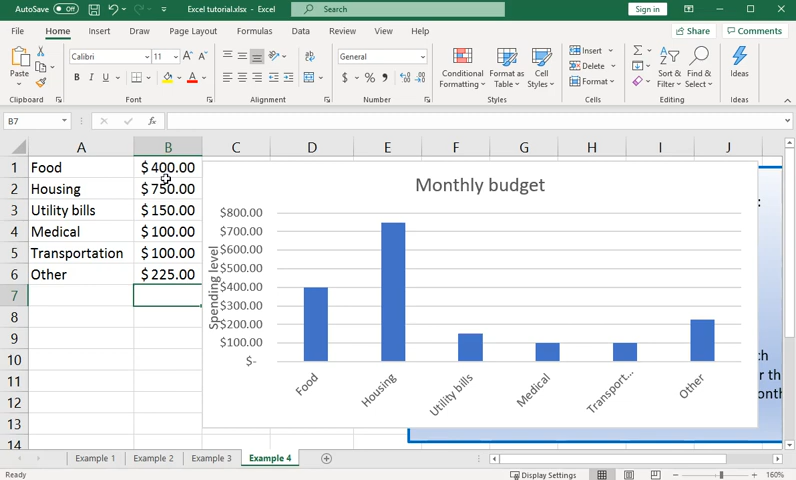 AutoSave Off Excel tutorial.xlsx - Excel Search Sign in
File Home Insert Draw Page Layout Formulas Data Review View Help Share Comments
Paste Calibri 11 General Conditional Formatting Format as Table Cell Styles Insert Delete Format Sort & Filter Find & Select Ideas
Clipboard Font Alignment Number Styles Cells Editing Ideas
B7 fx
A B C D E F G H I J
1 Food $ 400.00
2 Housing $ 750.00
3 Utility bills $ 150.00
4 Medical $ 100.00
5 Transportation $ 100.00
6 Other $ 225.00
7
8
9
10
11
12
13
14
Monthly budget
Spending level
$800.00
$700.00
$600.00
$500.00
$400.00
$300.00
$200.00
$100.00
$-
Food Housing Utility bills Medical Transport... Other
Example 1 Example 2 Example 3 Example 4
Ready Display Settings 160%